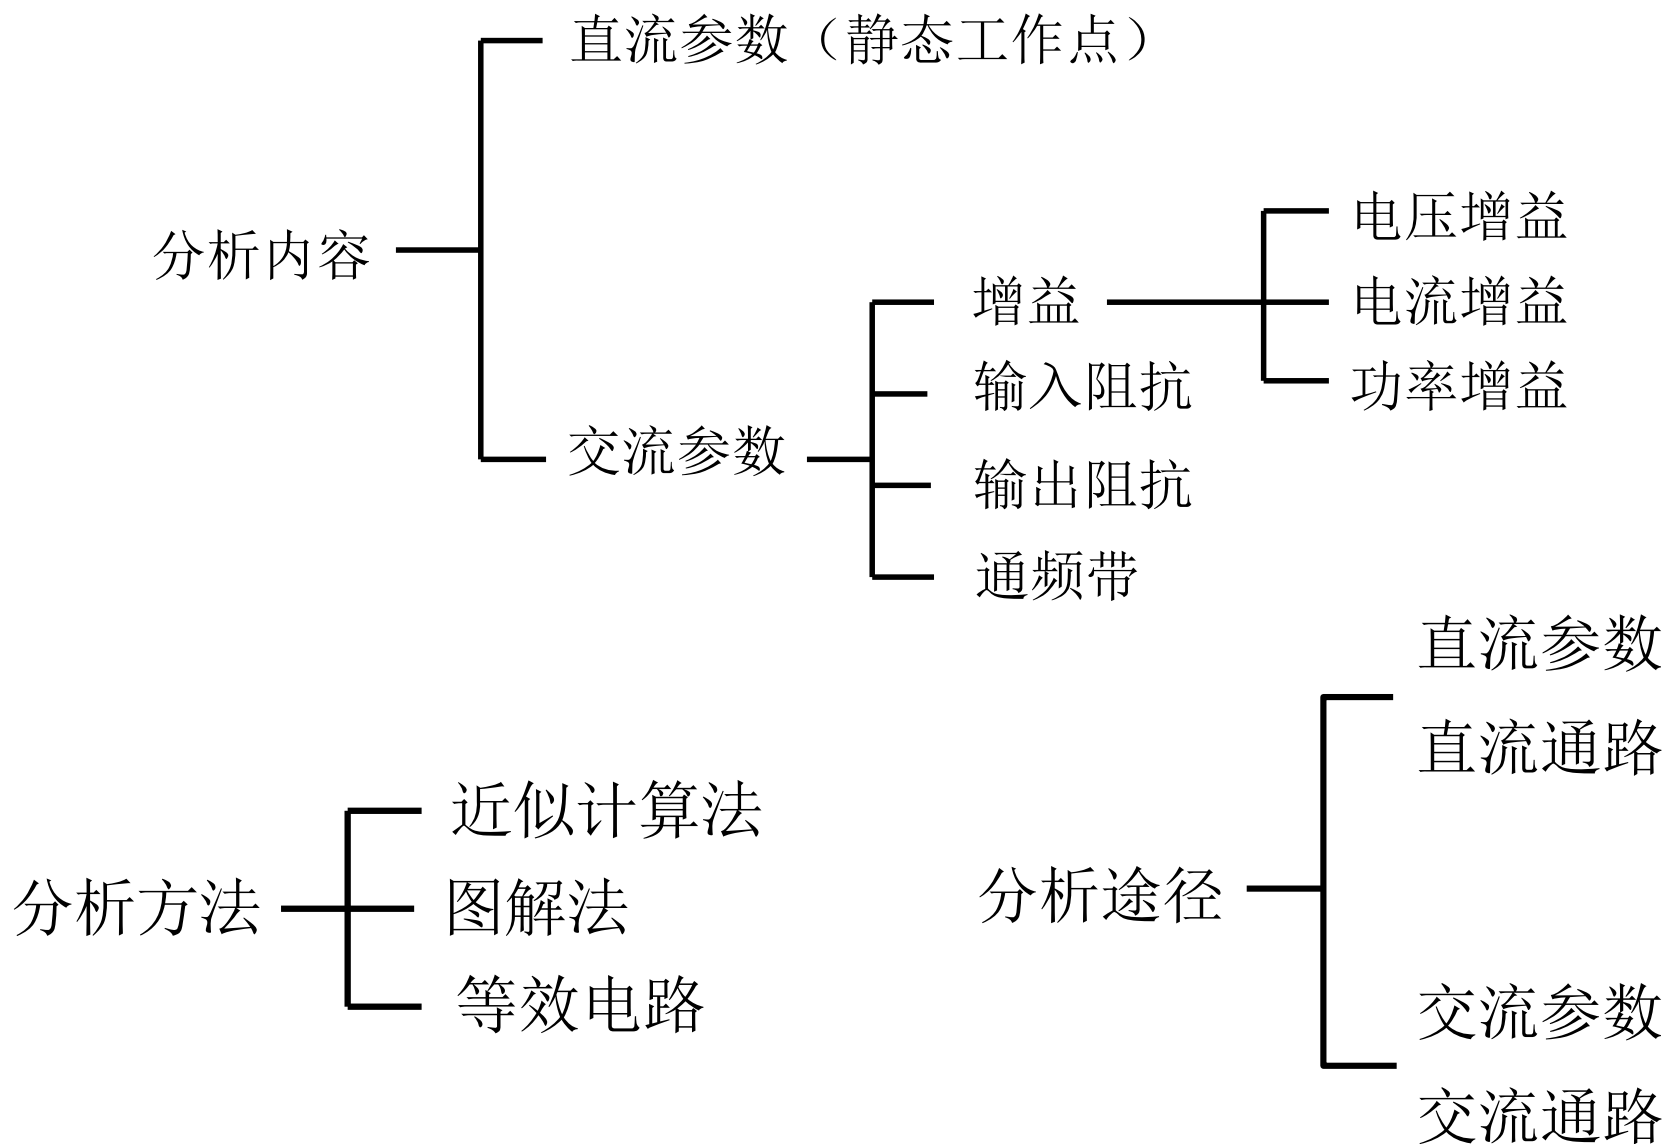 直流参数（静态工作点）
分析内容
电压增益
增益
电流增益
输入阻抗
功率增益
交流参数
输出阻抗
通频带
分析方法
近似计算法
图解法
等效电路
分析途径
直流参数
直流通路
交流参数
交流通路